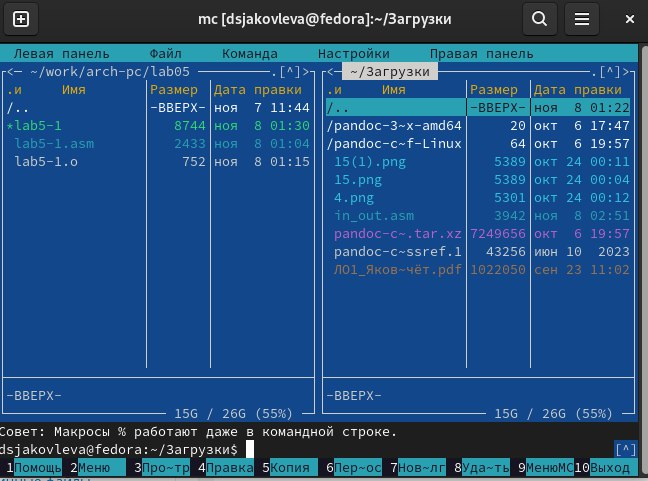 mc [dsjakovleva@fedora]:~/Загрузки
Левая панель Файл Команда Настройки Правая панель
<— ~/work/arch-pc/lab05 .[^]> <— ~/Загрузки .[^]>
.и Имя Размер Дата правки .и Имя Размер Дата правки
/.. -ВВЕРХ- ноя 7 11:44 /.. -ВВЕРХ- ноя 8 01:22
*lab5-1 8744 ноя 8 01:30 /pandoc-3~x-amd64 20 окт 6 17:47
lab5-1.asm 2433 ноя 8 01:04 /pandoc-c~f-Linux 64 окт 6 19:57
lab5-1.o 752 ноя 8 01:15 15(1).png 5389 окт 24 00:11
15.png 5389 окт 24 00:04
4.png 5301 окт 24 00:12
in_out.asm 3942 ноя 8 02:51
pandoc-c~.tar.xz 7249656 окт 6 19:57
pandoc-c~ssref.1 43256 июн 10 2023
Л01_Яков~чёт.pdf 1022050 сен 23 11:02
-ВВЕРХ- -ВВЕРХ-
15G / 26G (55%) 15G / 26G (55%)
Совет: Макросы % работают даже в командной строке.
dsjakovleva@fedora:~/Загрузки$ [^]
1Помощь 2Меню 3Про~тр 4Правка 5Копия 6Пер~ос 7Нов~лг 8Уда~ть 9МенюMC 10Выход